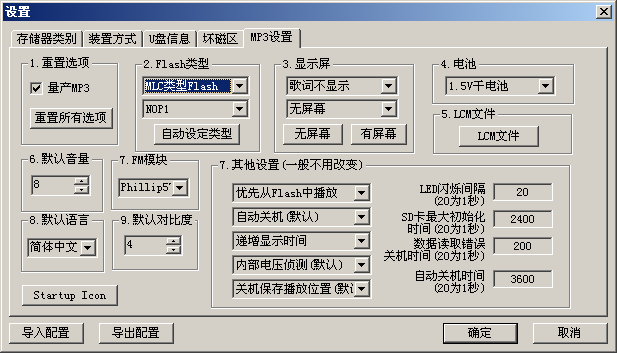 设置
存储器类别 装置方式 U盘信息 坏磁区 MP3设置
1.重置选项
量产MP3
重置所有选项
2.Flash类型
MLC类型Flash
NOP1
自动设定类型
3.显示屏
歌词不显示
无屏幕
无屏幕 有屏幕
4.电池
1.5V干电池
5.LCM文件
LCM文件
6.默认音量
8
7.FM模块
Phillip5
8.默认语言
简体中文
9.默认对比度
4
7.其他设置(一般不用改变)
优先从Flash中播放
自动关机(默认)
递增显示时间
内部电压侦测(默认)
关机保存播放位置(默
LED闪烁间隔
(20为1秒)
20
SD卡最大初始化
时间(20为1秒)
2400
数据读取错误
关机时间(20为1秒)
200
自动关机时间
(20为1秒)
3600
Startup Icon
导入配置 导出配置 确定 取消